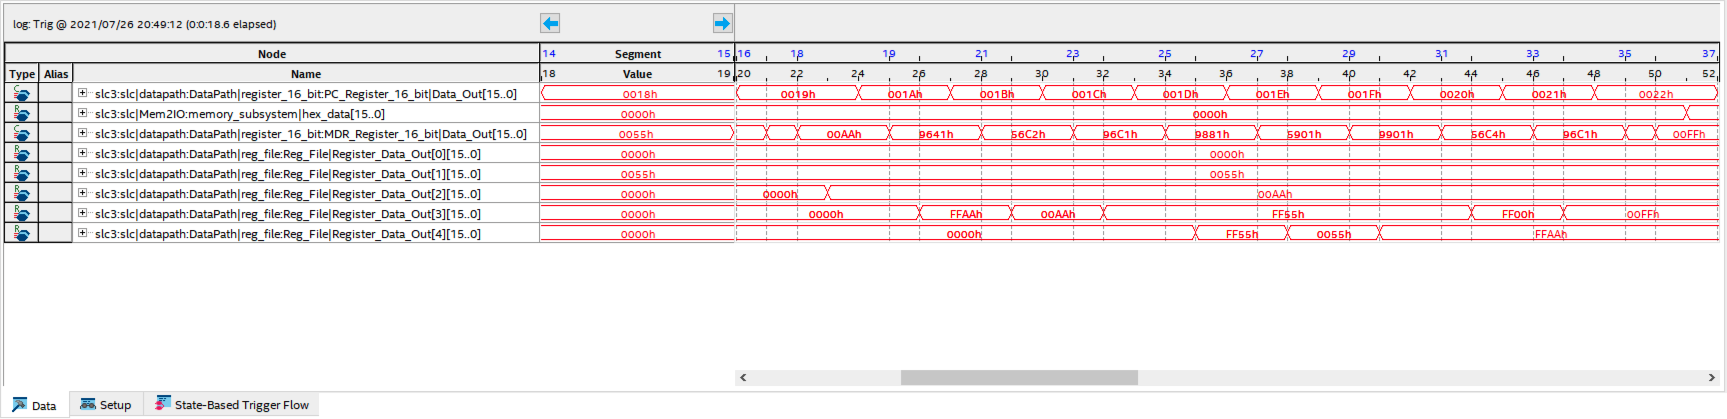 log: Trig @ 2021/07/26 20:49:12 (0:0:18.6 elapsed)
Node 14 Segment 15 16 18 19 21 23 25 27 29 31 33 35 37
Type Alias Name 18 Value 19 20 22 24 26 28 30 32 34 36 38 40 42 44 46 48 50 52
C slc3:slc|datapath:DataPath|register_16_bit:PC_Register_16_bit|Data_Out[15..0] 0018h 0019h 001Ah 001Bh 001Ch 001Dh 001Eh 001Fh 0020h 0021h 0022h
R slc3:slc|Mem2IO:memory_subsystem|hex_data[15..0] 0000h 0000h
C slc3:slc|datapath:DataPath|register_16_bit:MDR_Register_16_bit|Data_Out[15..0] 0055h 00AAh 9641h 56C2h 96C1h 9881h 5901h 9901h 56C4h 96C1h 00FFh
R slc3:slc|datapath:DataPath|reg_file:Reg_File|Register_Data_Out[0][15..0] 0000h 0000h
R slc3:slc|datapath:DataPath|reg_file:Reg_File|Register_Data_Out[1][15..0] 0055h 0055h
R slc3:slc|datapath:DataPath|reg_file:Reg_File|Register_Data_Out[2][15..0] 0000h 0000h 00AAh
R slc3:slc|datapath:DataPath|reg_file:Reg_File|Register_Data_Out[3][15..0] 0000h 0000h FFAAh 00AAh FF55h FF00h 00FFh
R slc3:slc|datapath:DataPath|reg_file:Reg_File|Register_Data_Out[4][15..0] 0000h 0000h FF55h 0055h FFAAh
Data Setup State-Based Trigger Flow